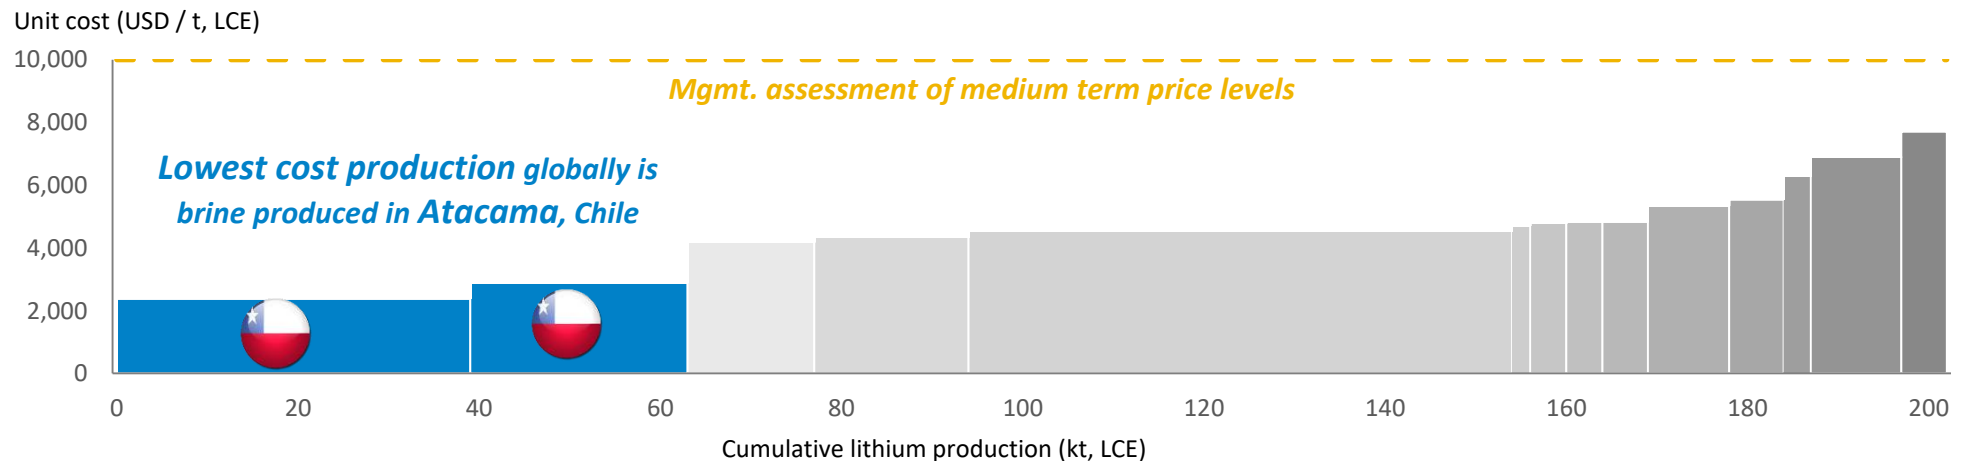 Unit cost (USD / t, LCE)
10,000
Mgmt. assessment of medium term price levels
8,000
Lowest cost production globally is
brine produced in Atacama, Chile
6,000
4,000
2,000
0
0 20 40 60 80 100 120 140 160 180 200
Cumulative lithium production (kt, LCE)